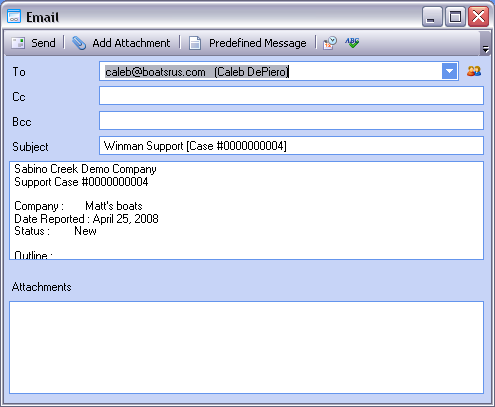 Email
Send Add Attachment Predefined Message ABC
To caleb@boatsrus.com (Caleb DePiero)
Cc
Bcc
Subject Winman Support [Case #0000000004]
Sabino Creek Demo Company
Support Case #0000000004
Company : Matt's boats
Date Reported : April 25, 2008
Status : New
Outline :
Attachments